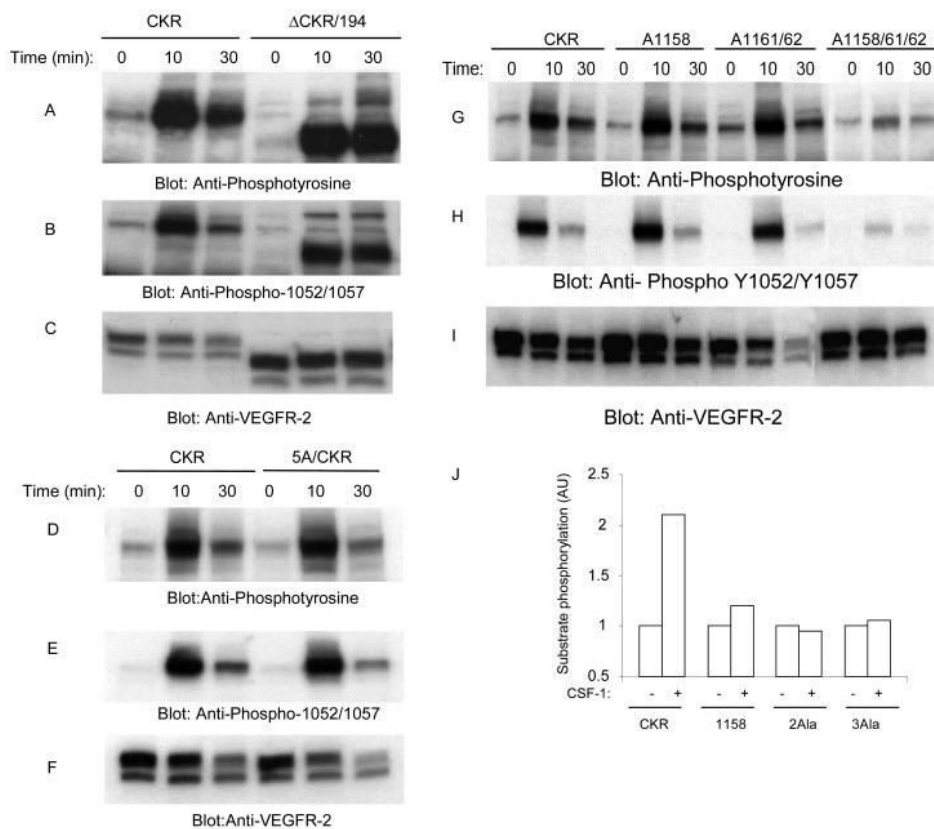 CKR ΔCKR/194
Time (min): 0 10 30 0 10 30
A
Blot: Anti-Phosphotyrosine
B
Blot: Anti-Phospho-1052/1057
C
Blot: Anti-VEGFR-2
CKR 5A/CKR
Time (min): 0 10 30 0 10 30
D
Blot:Anti-Phosphotyrosine
E
Blot: Anti-Phospho-1052/1057
F
Blot:Anti-VEGFR-2
CKR A1158 A1161/62 A1158/61/62
Time: 0 10 30 0 10 30 0 10 30 0 10 30
G
Blot: Anti-Phosphotyrosine
H
Blot: Anti- Phospho Y1052/Y1057
I
Blot: Anti-VEGFR-2
J
Substrate phosphorylation (AU)
2.5
2
1.5
1
0.5
CSF-1: - + - + - + - +
CKR 1158 2Ala 3Ala